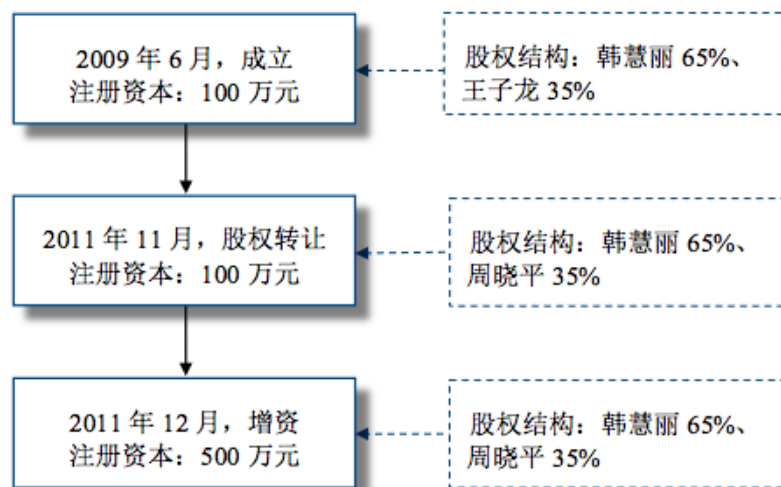 2009 年 6 月，成立
注册资本：100 万元
股权结构：韩慧丽 65%、
王子龙 35%
2011 年 11 月，股权转让
注册资本：100 万元
股权结构：韩慧丽 65%、
周晓平 35%
2011 年 12 月，增资
注册资本：500 万元
股权结构：韩慧丽 65%、
周晓平 35%